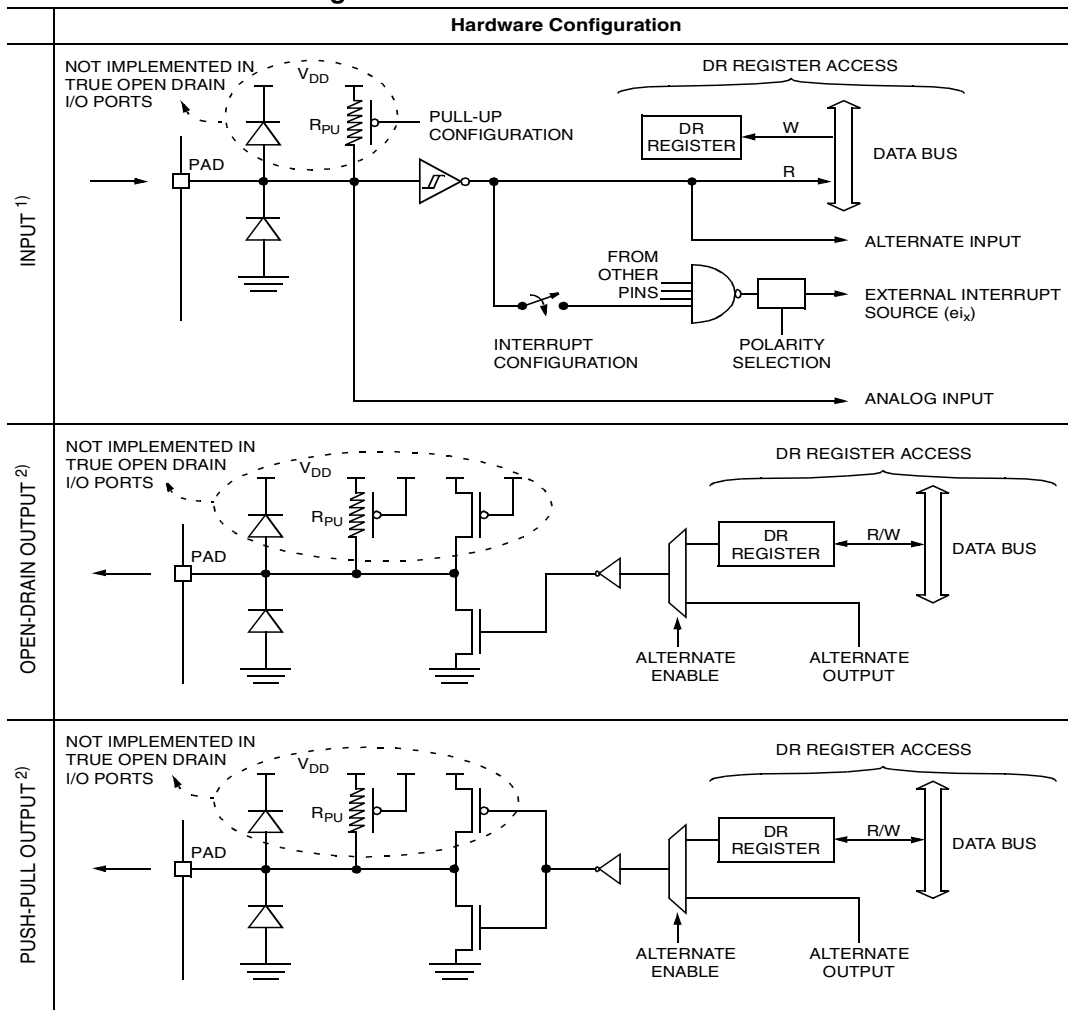 Hardware Configuration
INPUT 1)
NOT IMPLEMENTED IN
TRUE OPEN DRAIN
I/O PORTS
VDD
RPU
PULL-UP
CONFIGURATION
PAD
DR REGISTER ACCESS
DR
REGISTER
W
R
DATA BUS
ALTERNATE INPUT
FROM
OTHER
PINS
EXTERNAL INTERRUPT
SOURCE (eix)
INTERRUPT
CONFIGURATION
POLARITY
SELECTION
ANALOG INPUT
OPEN-DRAIN OUTPUT 2)
NOT IMPLEMENTED IN
TRUE OPEN DRAIN
I/O PORTS
VDD
RPU
PAD
DR REGISTER ACCESS
DR
REGISTER
R/W
DATA BUS
ALTERNATE
ENABLE
ALTERNATE
OUTPUT
PUSH-PULL OUTPUT 2)
NOT IMPLEMENTED IN
TRUE OPEN DRAIN
I/O PORTS
VDD
RPU
PAD
DR REGISTER ACCESS
DR
REGISTER
R/W
DATA BUS
ALTERNATE
ENABLE
ALTERNATE
OUTPUT